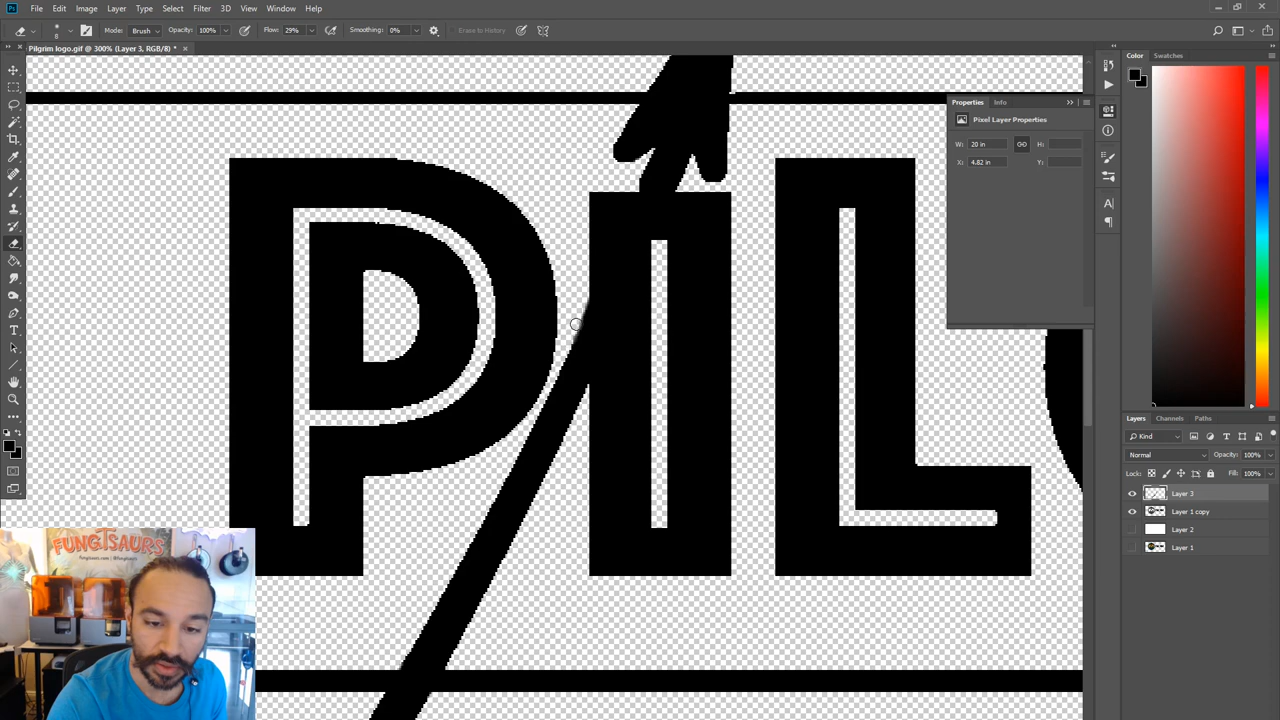 Ps File Edit Image Layer Type Select Filter 3D View Window Help
8 Mode: Brush Opacity: 100% Flow: 29% Smoothing: 0% Erase to History
Pilgrim logo.gif @ 300% (Layer 3, RGB/8) * ×
Color Swatches
Properties Info
Pixel Layer Properties
W: 20 in H:
X: 4.82 in Y:
PIL
Layers Channels Paths
Kind
Normal Opacity: 100%
Lock: Fill: 100%
Layer 3
Layer 1 copy
Layer 2
Layer 1
FUNGISAURS